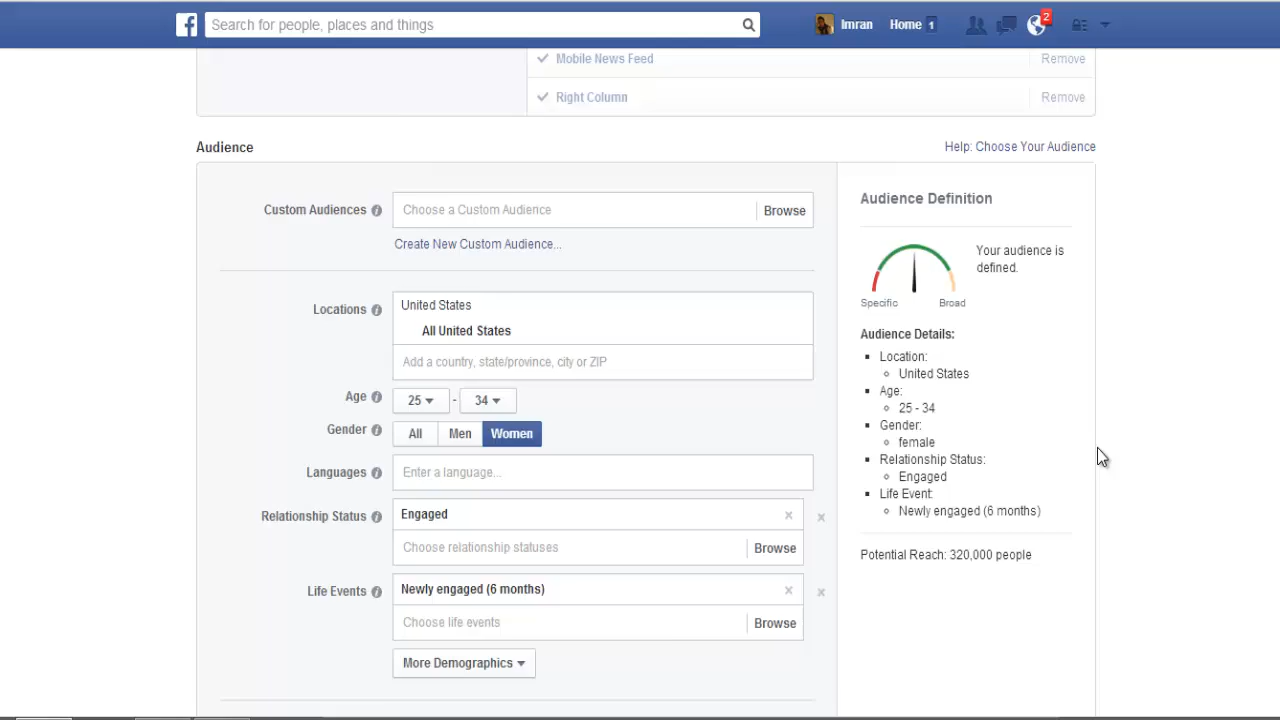 f Search for people, places and things Imran Home 1 2
Mobile News Feed Remove
Right Column Remove
Audience Help: Choose Your Audience
Custom Audiences i Choose a Custom Audience Browse
Create New Custom Audience...
Locations i United States
All United States
Add a country, state/province, city or ZIP
Age i 25 - 34
Gender i All Men Women
Languages i Enter a language...
Relationship Status i Engaged × ×
Choose relationship statuses Browse
Life Events i Newly engaged (6 months) × ×
Choose life events Browse
More Demographics
Audience Definition
Your audience is
defined.
Specific Broad
Audience Details:
Location:
United States
Age:
25 - 34
Gender:
female
Relationship Status:
Engaged
Life Event:
Newly engaged (6 months)
Potential Reach: 320,000 people